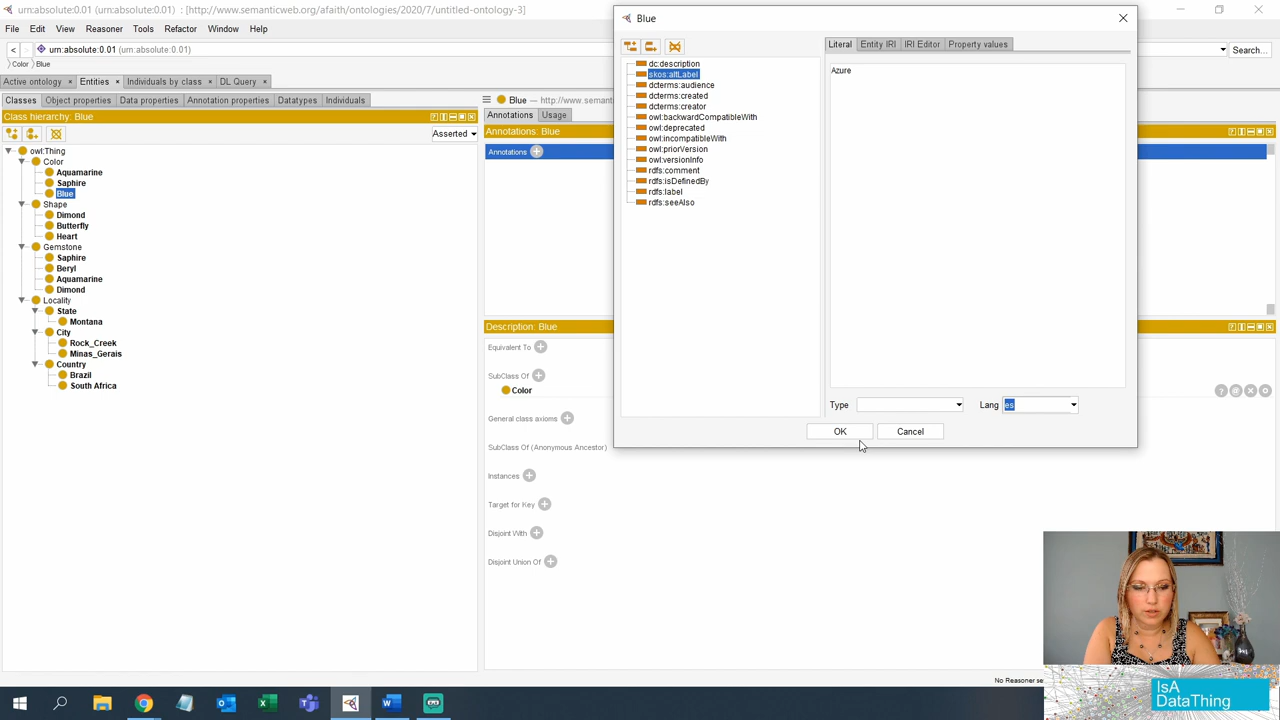 urn:absolute:0.01 (http://www.semanticweb.org/afaith/ontologies/2020/7/untitled-ontology-3)
File Edit View Reasoner Tools Refactor Window Help
urn:absolute:0.01 (urn:absolute:0.01)
Search...
Color Blue
Active ontology × Entities × Individuals by class × DL Query ×
Classes Object properties Data properties Annotation properties Datatypes Individuals
Class hierarchy: Blue
Asserted
owl:Thing
Color
Aquamarine
Saphire
Blue
Shape
Dimond
Butterfly
Heart
Gemstone
Saphire
Beryl
Aquamarine
Dimond
Locality
State
Montana
City
Rock_Creek
Minas_Gerais
Country
Brazil
South Africa
Blue — http://www.semant
Annotations Usage
Annotations: Blue
Annotations
Description: Blue
Equivalent To
SubClass Of
Color
General class axioms
SubClass Of (Anonymous Ancestor)
Instances
Target for Key
Disjoint With
Disjoint Union Of
Blue
dc:description
skos:altLabel
dcterms:audience
dcterms:created
dcterms:creator
owl:backwardCompatibleWith
owl:deprecated
owl:incompatibleWith
owl:priorVersion
owl:versionInfo
rdfs:comment
rdfs:isDefinedBy
rdfs:label
rdfs:seeAlso
Literal Entity IRI IRI Editor Property values
Azure
Type Lang es
OK Cancel
No Reasoner se
IsA
DataThing